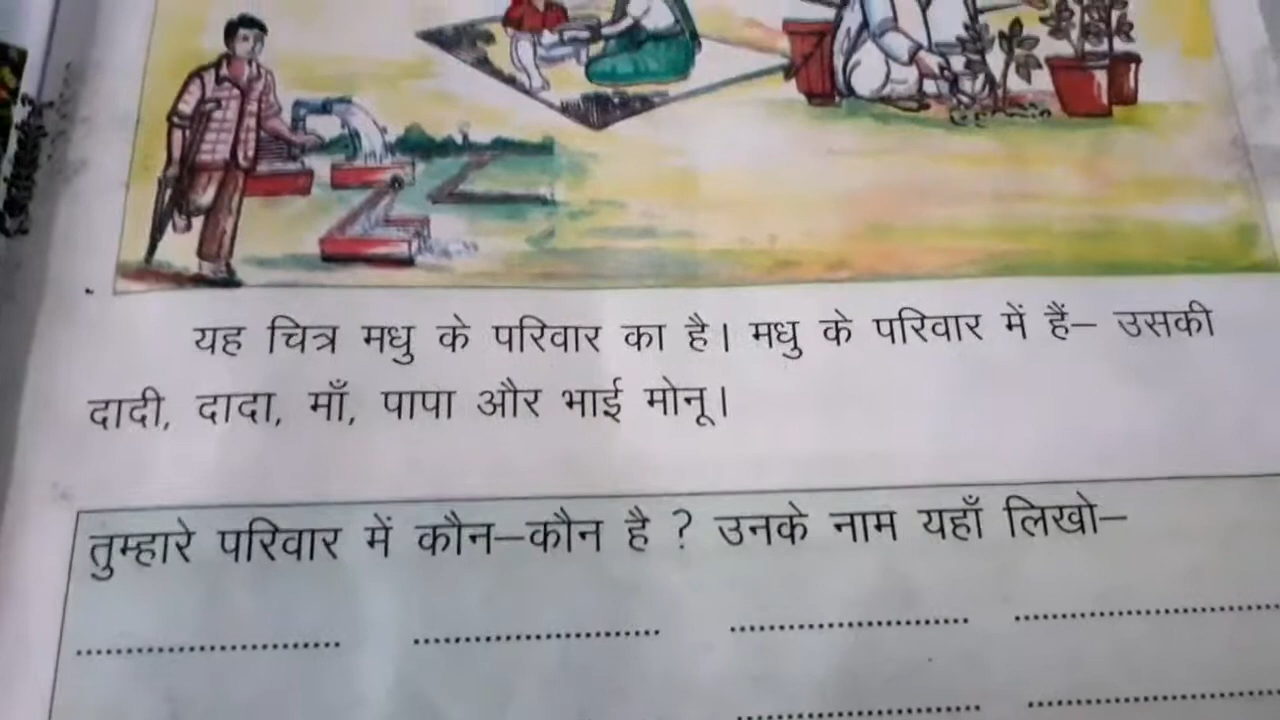 यह चित्र मधु के परिवार का है। मधु के परिवार में हैं– उसकी
दादी, दादा, माँ, पापा और भाई मोनू।
तुम्हारे परिवार में कौन–कौन है ? उनके नाम यहाँ लिखो–